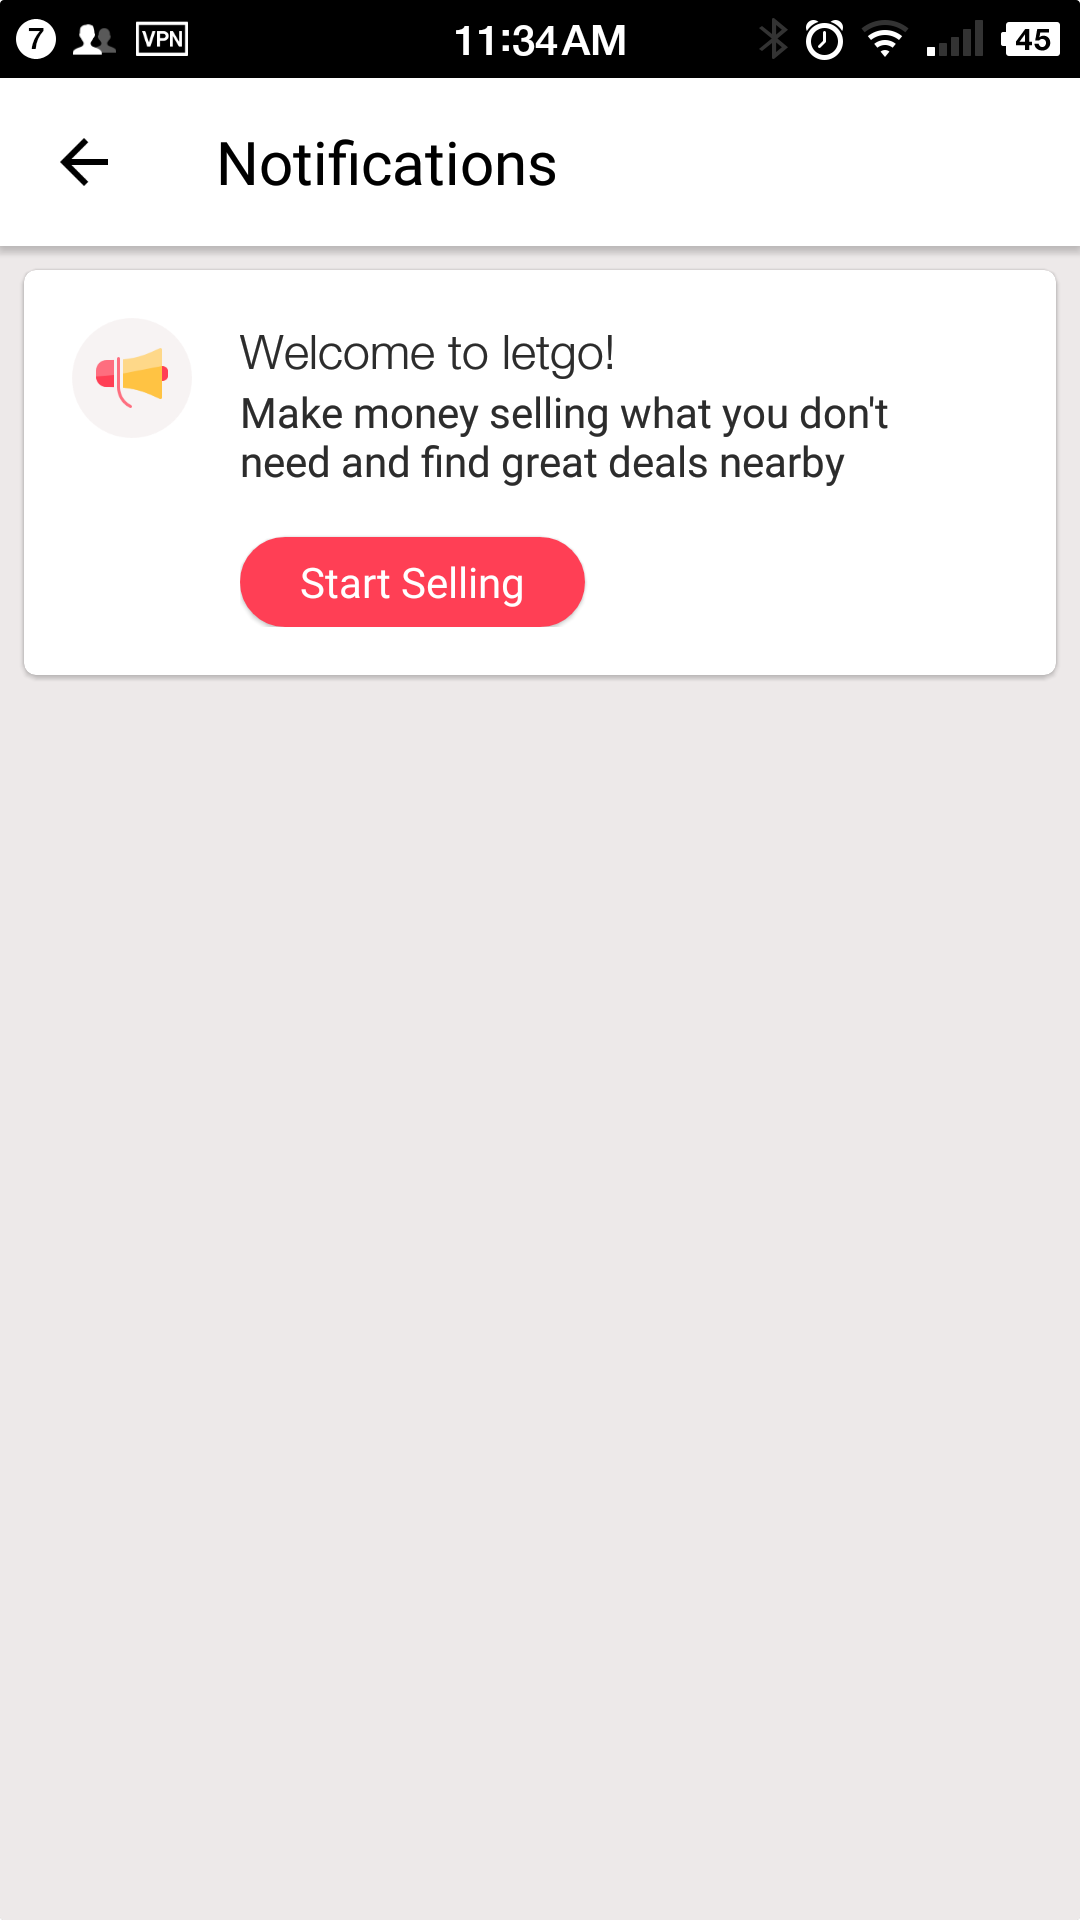 7 VPN 11:34 AM 45
Notifications
Welcome to letgo!
Make money selling what you don't
need and find great deals nearby
Start Selling